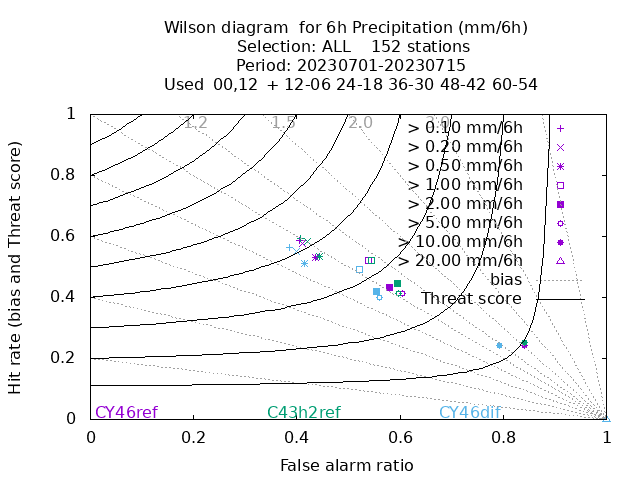 Wilson diagram  for 6h Precipitation (mm/6h)
Selection: ALL    152 stations
Period: 20230701-20230715
Used  00,12  + 12-06 24-18 36-30 48-42 60-54
Hit rate (bias and Threat score)
1
0.8
0.6
0.4
0.2
0
1.2
1.5
2.0
3.0
> 0.10 mm/6h
> 0.20 mm/6h
> 0.50 mm/6h
> 1.00 mm/6h
> 2.00 mm/6h
> 5.00 mm/6h
> 10.00 mm/6h
> 20.00 mm/6h
bias
Threat score
CY46ref
C43h2ref
CY46dif
0
0.2
0.4
0.6
0.8
1
False alarm ratio